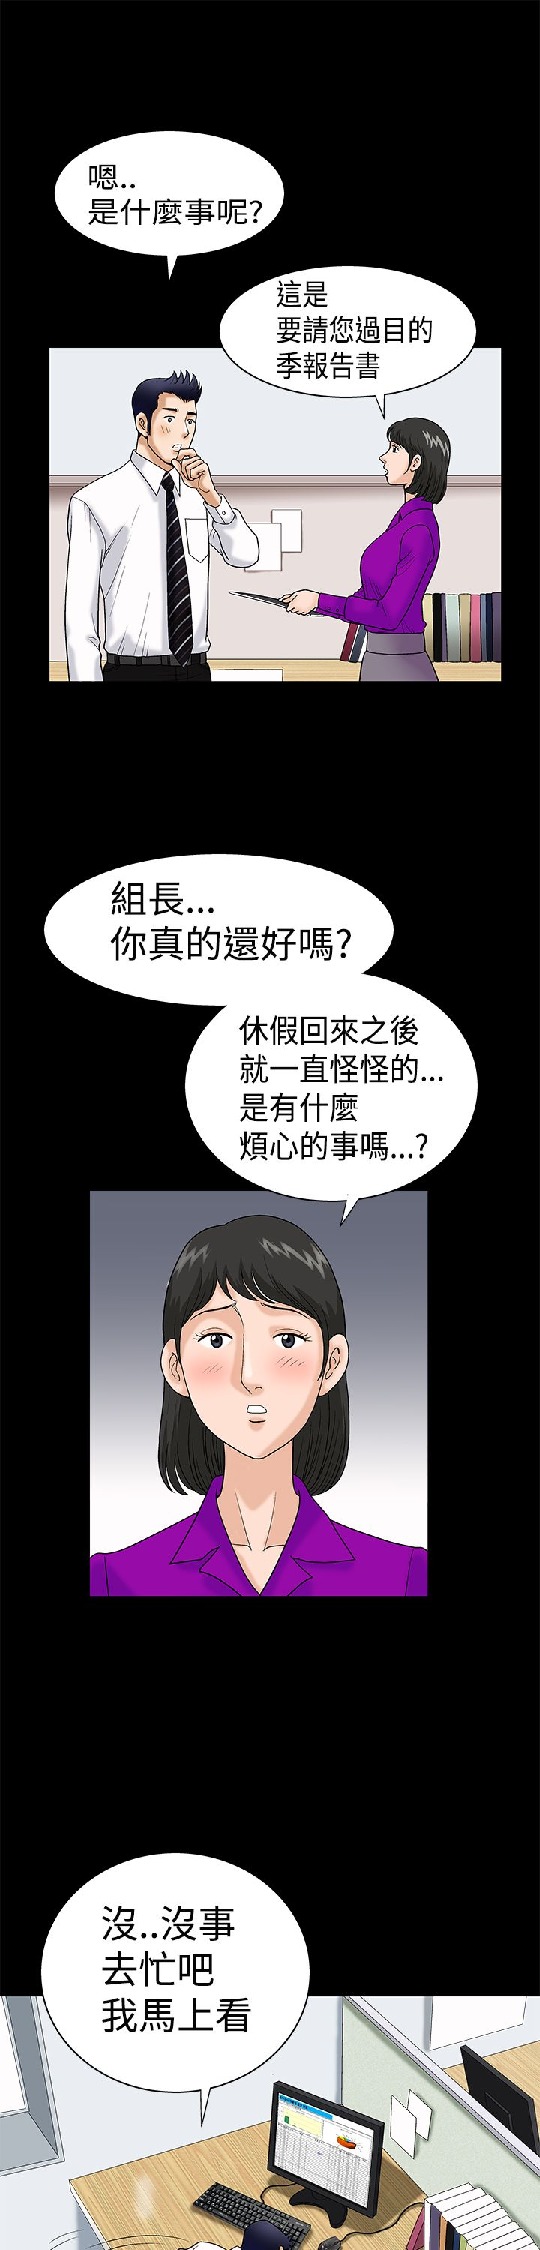 嗯..
是什麼事呢?
這是
要請您過目的
季報告書
組長...
你真的還好嗎?
休假回來之後
就一直怪怪的...
是有什麼
煩心的事嗎...?
沒..沒事
去忙吧
我馬上看